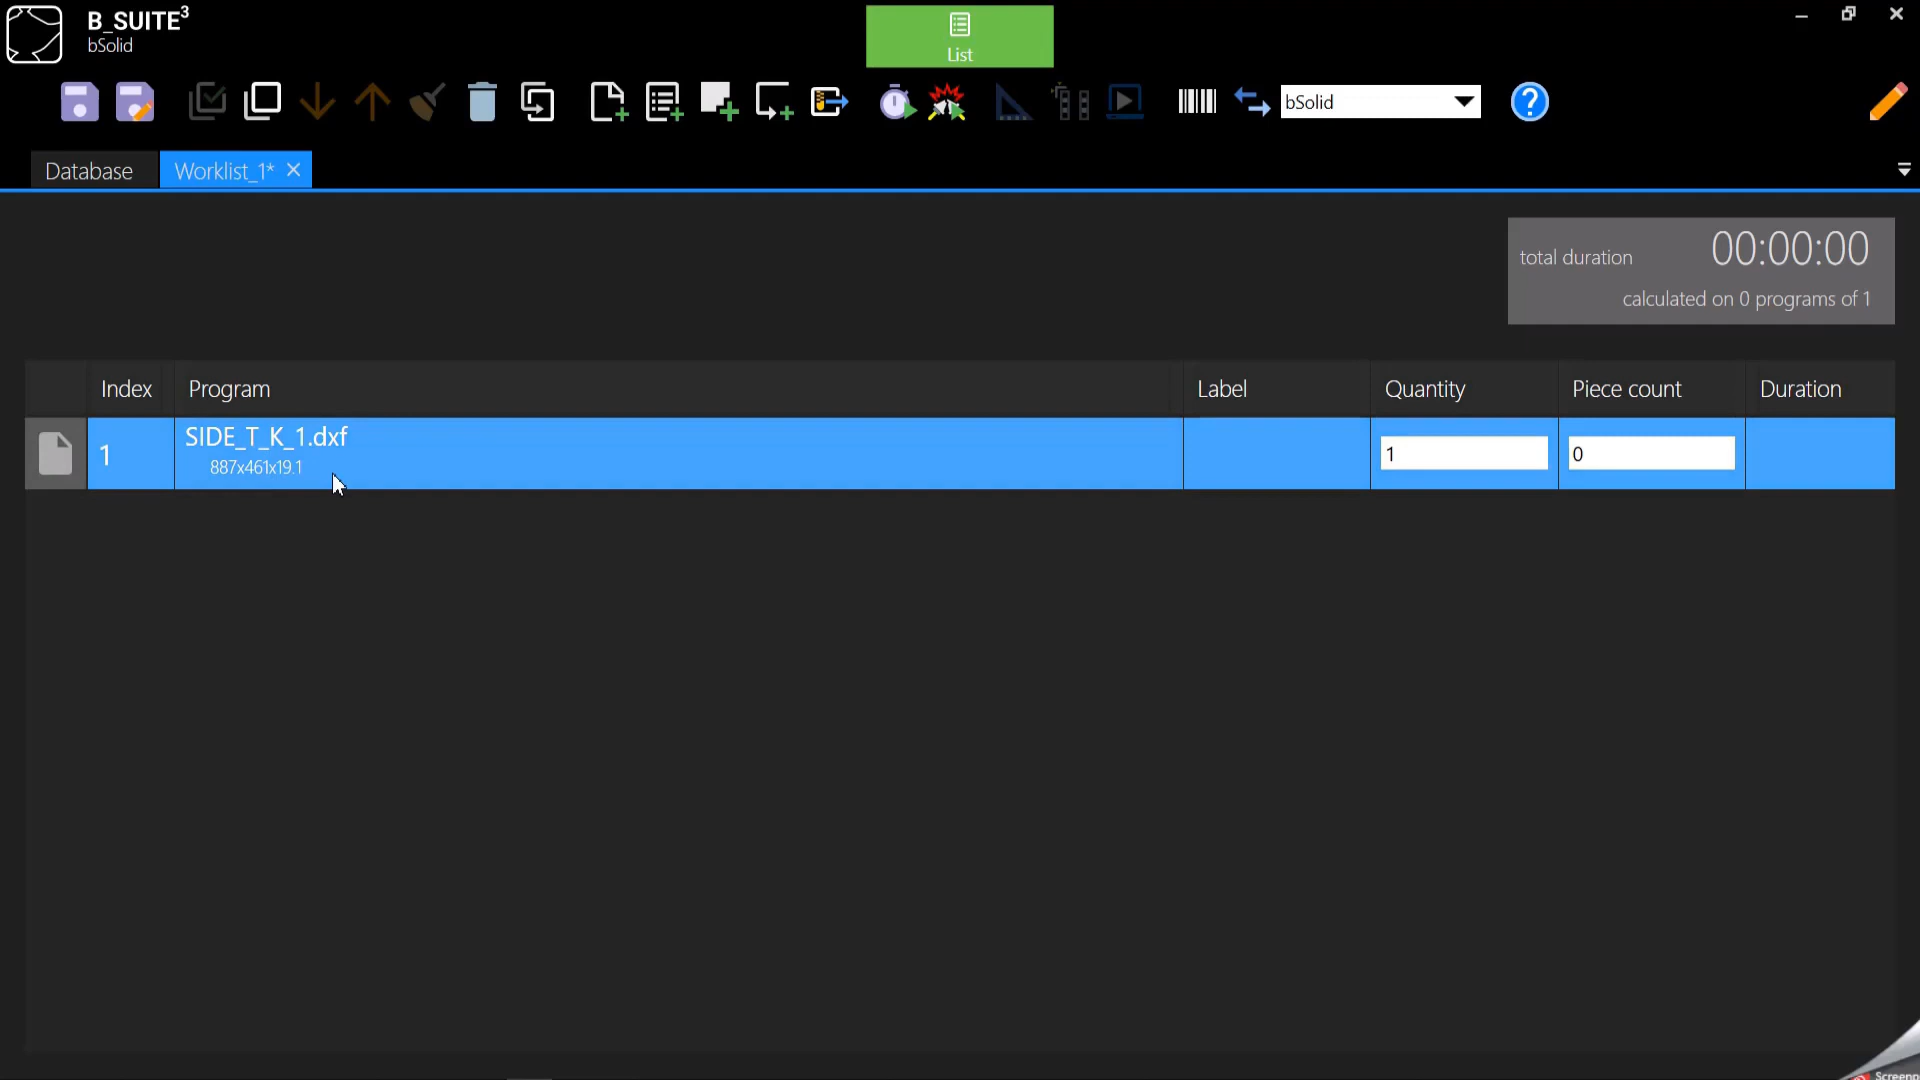 B_SUITE³
bSolid
List
bSolid
?
Database Worklist_1*
total duration 00:00:00
calculated on 0 programs of 1
Index Program Label Quantity Piece count Duration
1 SIDE_T_K_1.dxf 1 0
887x461x19.1